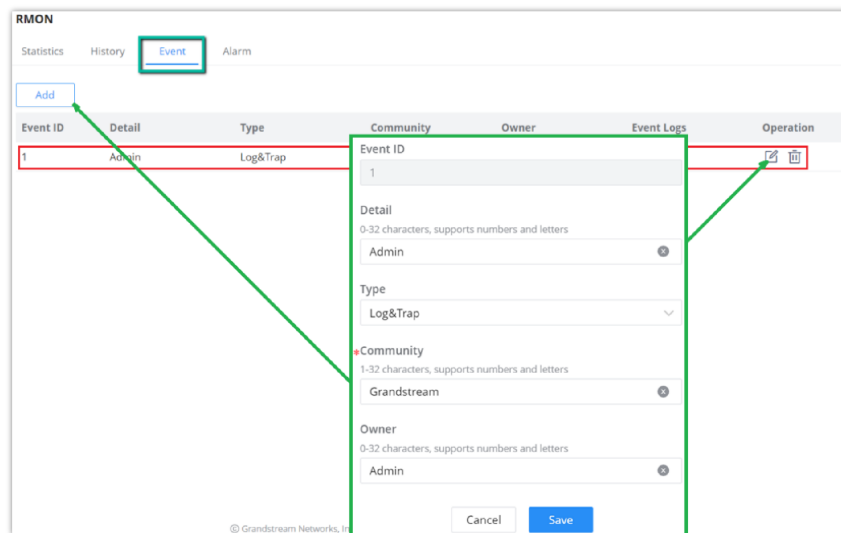 RMON
Statistics History Event Alarm
Add
Event ID Detail Type Community Owner Event Logs Operation
1 Admin Log&Trap
Event ID
1
Detail
0-32 characters, supports numbers and letters
Admin
Type
Log&Trap
*Community
1-32 characters, supports numbers and letters
Grandstream
Owner
0-32 characters, supports numbers and letters
Admin
Cancel Save
© Grandstream Networks, In